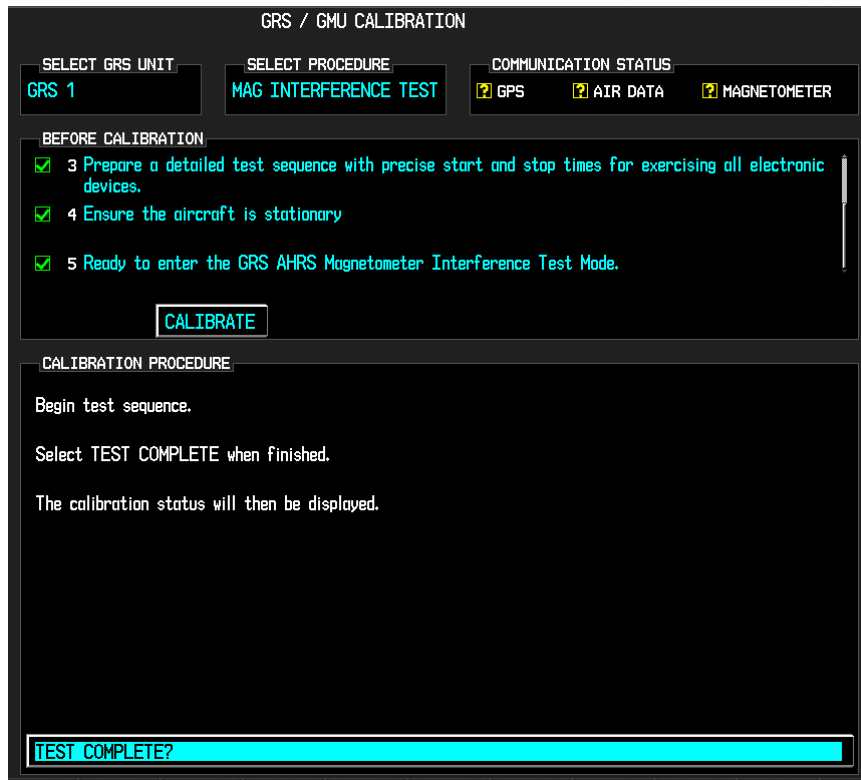 GRS / GMU CALIBRATION
SELECT GRS UNIT
SELECT PROCEDURE
COMMUNICATION STATUS
GRS 1
MAG INTERFERENCE TEST
? GPS
? AIR DATA
? MAGNETOMETER
BEFORE CALIBRATION
3 Prepare a detailed test sequence with precise start and stop times for exercising all electronic
devices.
4 Ensure the aircraft is stationary
5 Ready to enter the GRS AHRS Magnetometer Interference Test Mode.
CALIBRATE
CALIBRATION PROCEDURE
Begin test sequence.
Select TEST COMPLETE when finished.
The calibration status will then be displayed.
TEST COMPLETE?